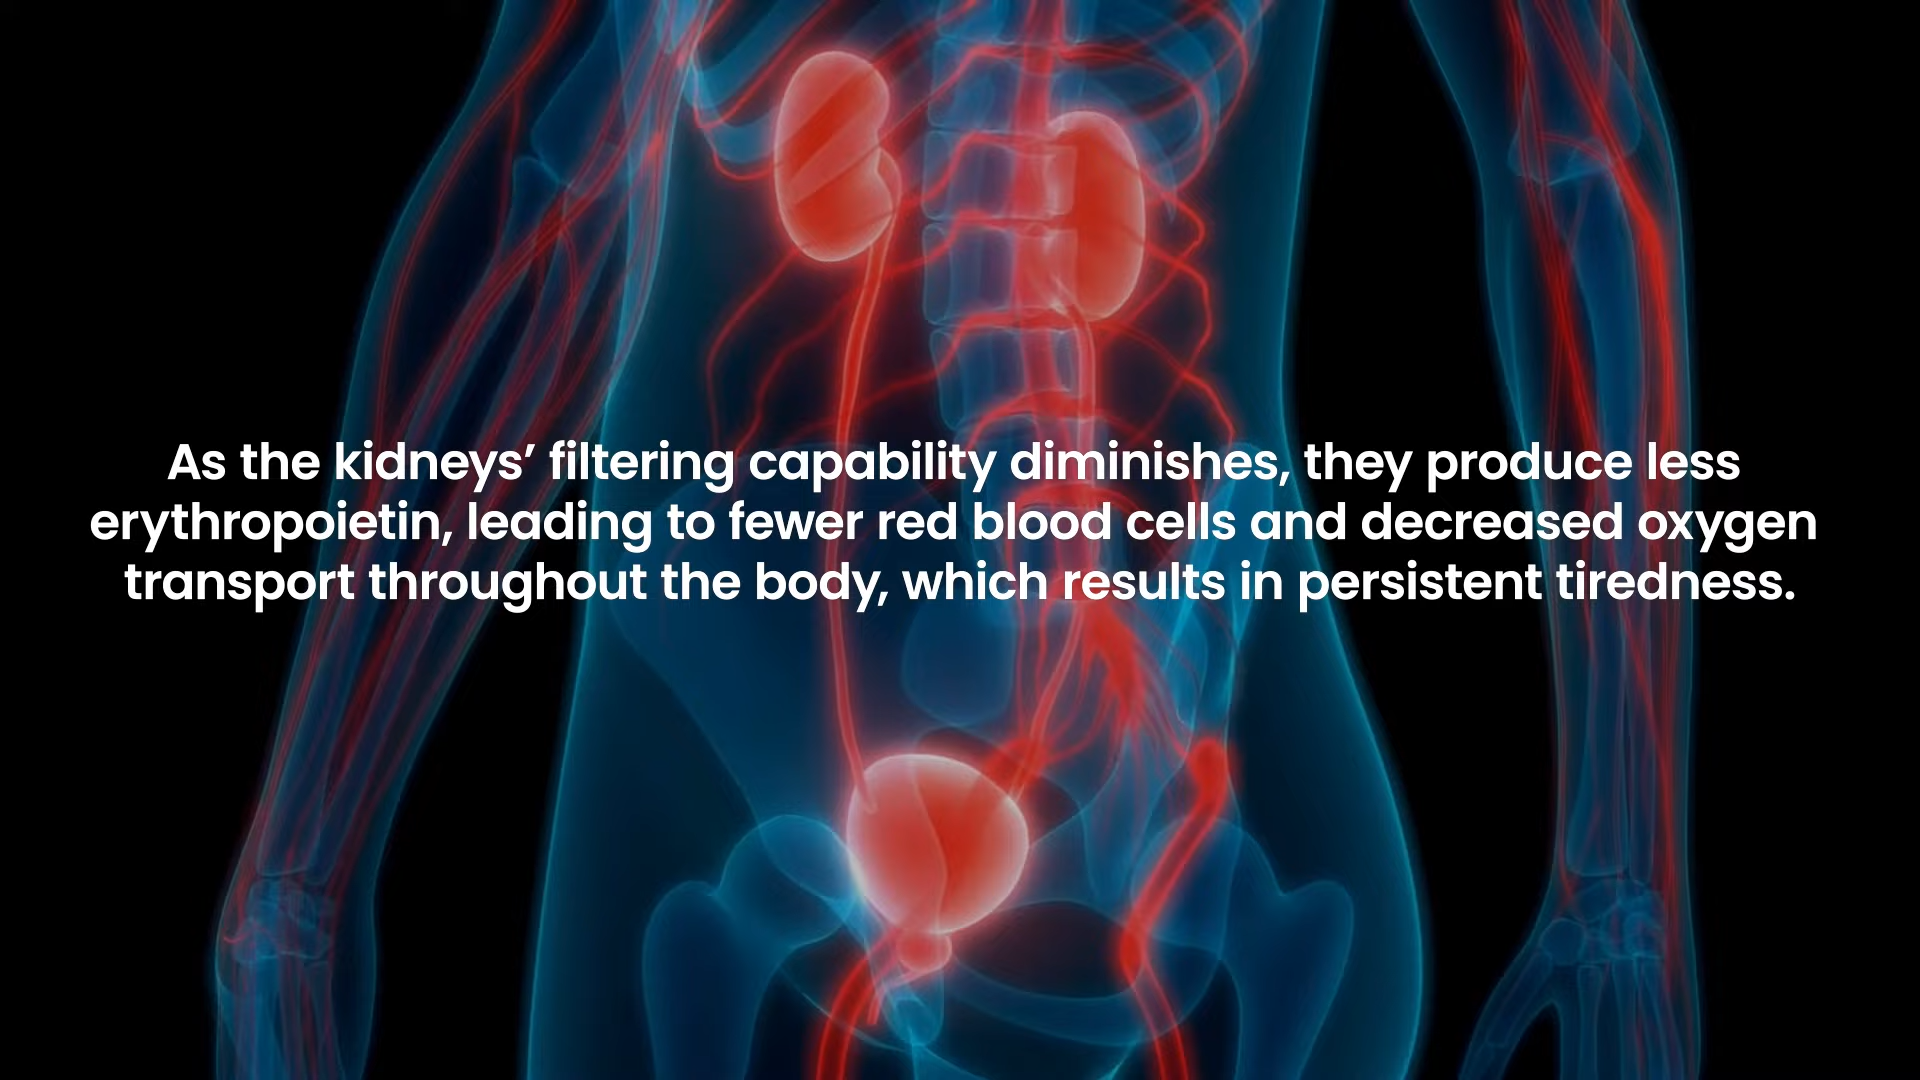 As the kidneys’ filtering capability diminishes, they produce less
erythropoietin, leading to fewer red blood cells and decreased oxygen
transport throughout the body, which results in persistent tiredness.